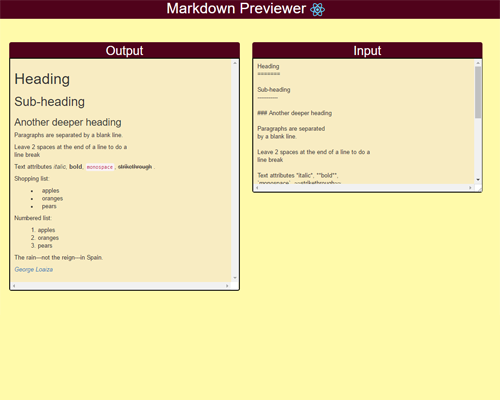 Markdown Previewer
Output
Heading
Sub-heading
Another deeper heading
Paragraphs are separated by a blank line.
Leave 2 spaces at the end of a line to do a
line break
Text attributes italic, bold, monospace, strikethrough .
Shopping list:
• apples
• oranges
• pears
Numbered list:
1. apples
2. oranges
3. pears
The rain—not the reign—in Spain.
George Loaiza
Input
Heading
=======
Sub-heading
-----------
### Another deeper heading
Paragraphs are separated
by a blank line.
Leave 2 spaces at the end of a line to do a
line break
Text attributes *italic*, **bold**,
`monospace`, ~~strikethrough~~